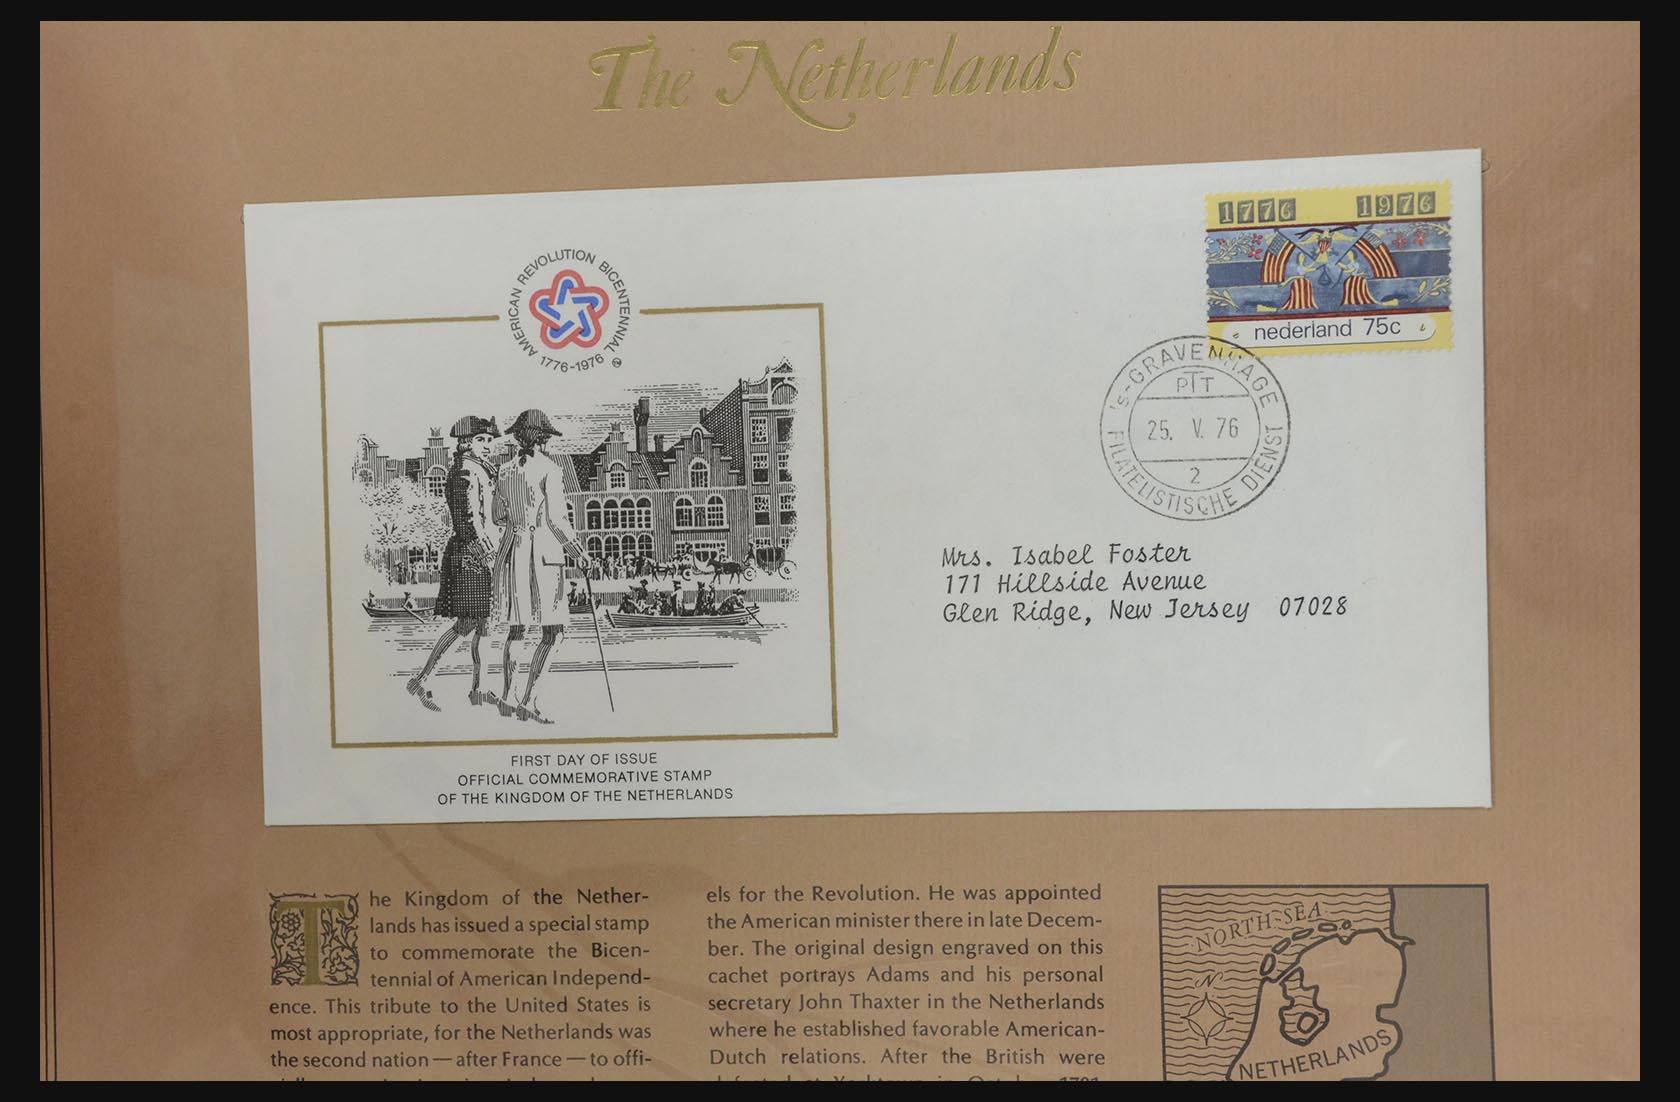 The Netherlands
1776 1976
nederland 75c
AMERICAN REVOLUTION BICENTENNIAL
1776-1976
's-GRAVENHAGE
PTT
25. V. 76
2
FILATELISTISCHE DIENST
Mrs. Isabel Foster
171 Hillside Avenue
Glen Ridge, New Jersey 07028
FIRST DAY OF ISSUE
OFFICIAL COMMEMORATIVE STAMP
OF THE KINGDOM OF THE NETHERLANDS
The Kingdom of the Nether-
lands has issued a special stamp
to commemorate the Bicen-
tennial of American Independ-
ence. This tribute to the United States is
most appropriate, for the Netherlands was
the second nation — after France — to offi-
els for the Revolution. He was appointed
the American minister there in late Decem-
ber. The original design engraved on this
cachet portrays Adams and his personal
secretary John Thaxter in the Netherlands
where he established favorable American-
Dutch relations. After the British were
NORTH SEA
N
NETHERLANDS